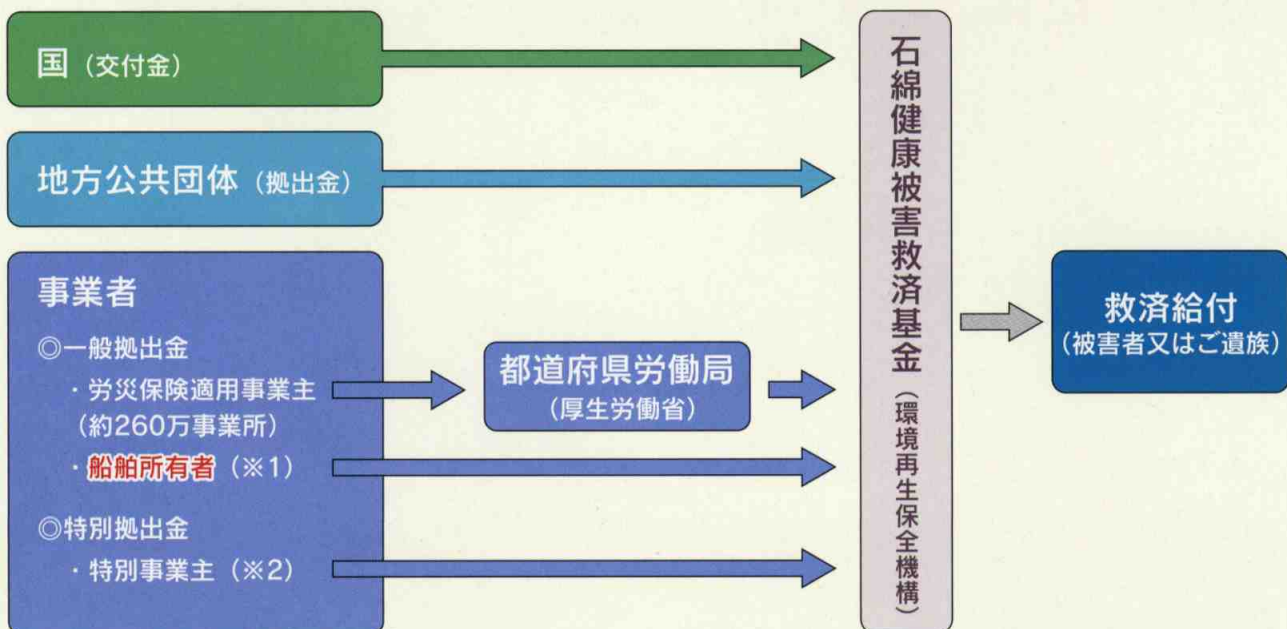 国（交付金）
地方公共団体（拠出金）
事業者
◎一般拠出金
・労災保険適用事業主
（約260万事業所）
・船舶所有者（※1）
◎特別拠出金
・特別事業主（※2）
都道府県労働局
（厚生労働省）
石綿健康被害救済基金（環境再生保全機構）
救済給付
（被害者又はご遺族）